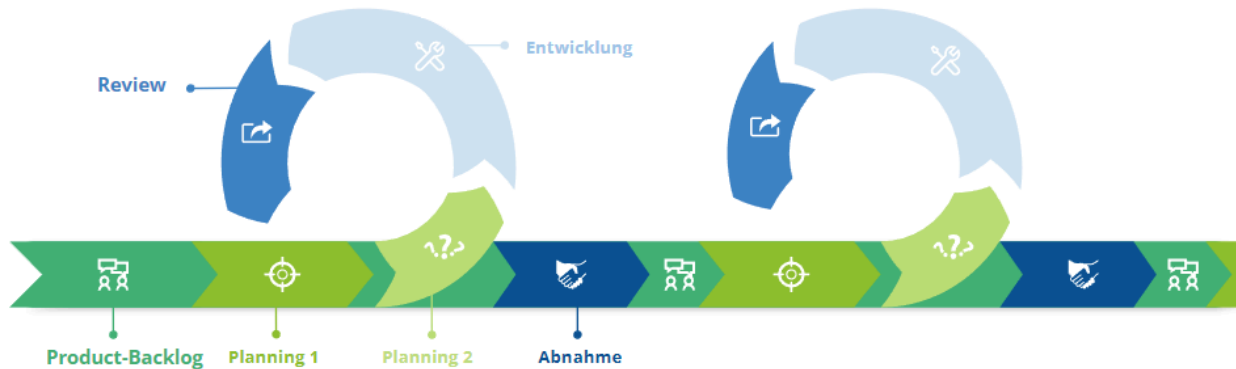 Entwicklung
Review
Product-Backlog
Planning 1
Planning 2
Abnahme